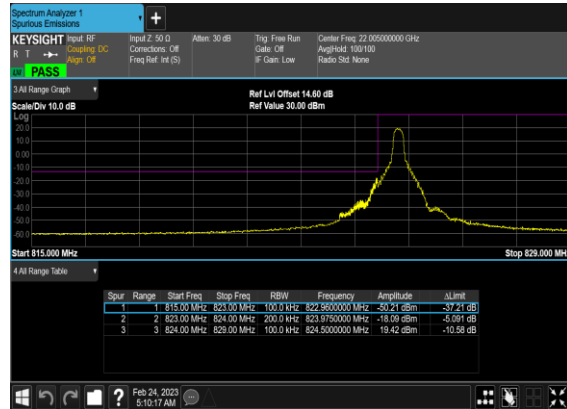 Spectrum Analyzer 1
Spurious Emissions
+
KEYSIGHT Input: RF Input Z: 50 Ω Atten: 30 dB Trig: Free Run Center Freq: 22.005000000 GHz
R T Coupling: DC Corrections: Off Gate: Off Avg|Hold: 100/100
Align: Off Freq Ref: Int (S) IF Gain: Low Radio Std: None
PASS
3 All Range Graph
Ref Lvl Offset 14.60 dB
Scale/Div 10.0 dB Ref Value 30.00 dBm
Log
20.0
10.0
0.00
-10.0
-20.0
-30.0
-40.0
-50.0
-60.0
Start 815.000 MHz Stop 829.000 MHz
4 All Range Table
Spur Range Start Freq Stop Freq RBW Frequency Amplitude ΔLimit
1 1 815.00 MHz 823.00 MHz 100.0 kHz 822.9600000 MHz -50.21 dBm -37.21 dB
2 2 823.00 MHz 824.00 MHz 200.0 kHz 823.9750000 MHz -18.09 dBm -5.091 dB
3 3 824.00 MHz 829.00 MHz 100.0 kHz 824.5000000 MHz 19.42 dBm -10.58 dB
? Feb 24, 2023
5:10:17 AM